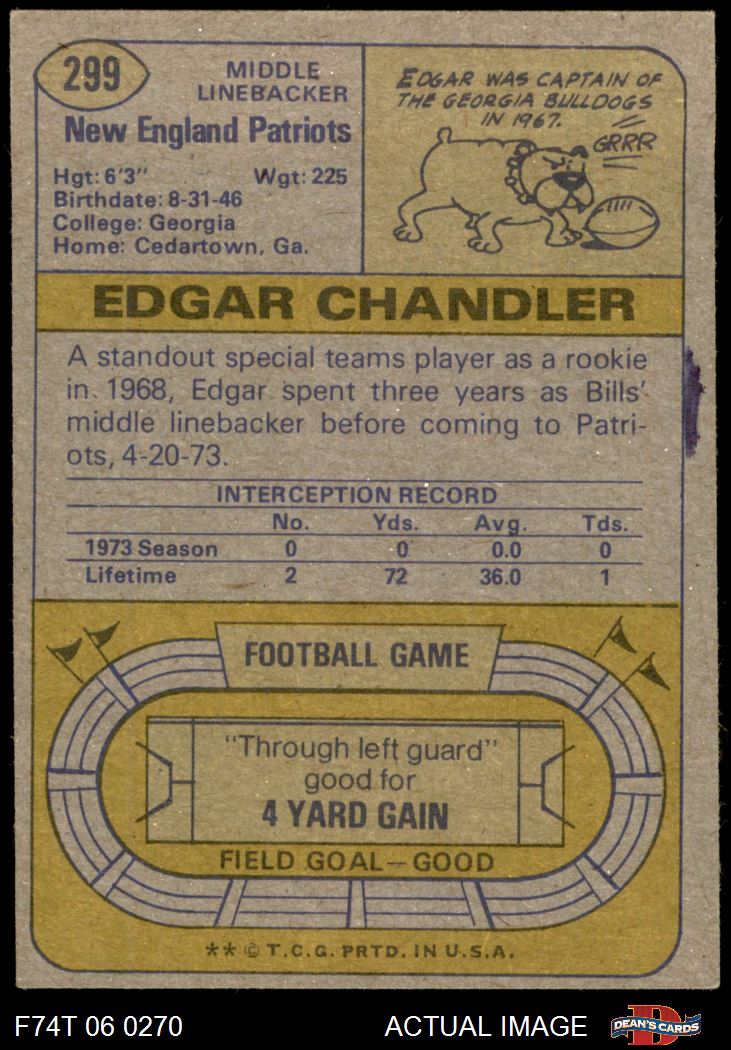 299
MIDDLE
LINEBACKER
New England Patriots
Hgt: 6'3" Wgt: 225
Birthdate: 8-31-46
College: Georgia
Home: Cedartown, Ga.
EDGAR WAS CAPTAIN OF
THE GEORGIA BULLDOGS
IN 1967.
GRRR
EDGAR CHANDLER
A standout special teams player as a rookie
in 1968, Edgar spent three years as Bills'
middle linebacker before coming to Patri-
ots, 4-20-73.
INTERCEPTION RECORD
No. Yds. Avg. Tds.
1973 Season 0 0 0.0 0
Lifetime 2 72 36.0 1
FOOTBALL GAME
"Through left guard"
good for
4 YARD GAIN
FIELD GOAL—GOOD
** © T.C.G. PRTD. IN U.S.A.
F74T 06 0270 ACTUAL IMAGE
D
DEAN'S CARDS